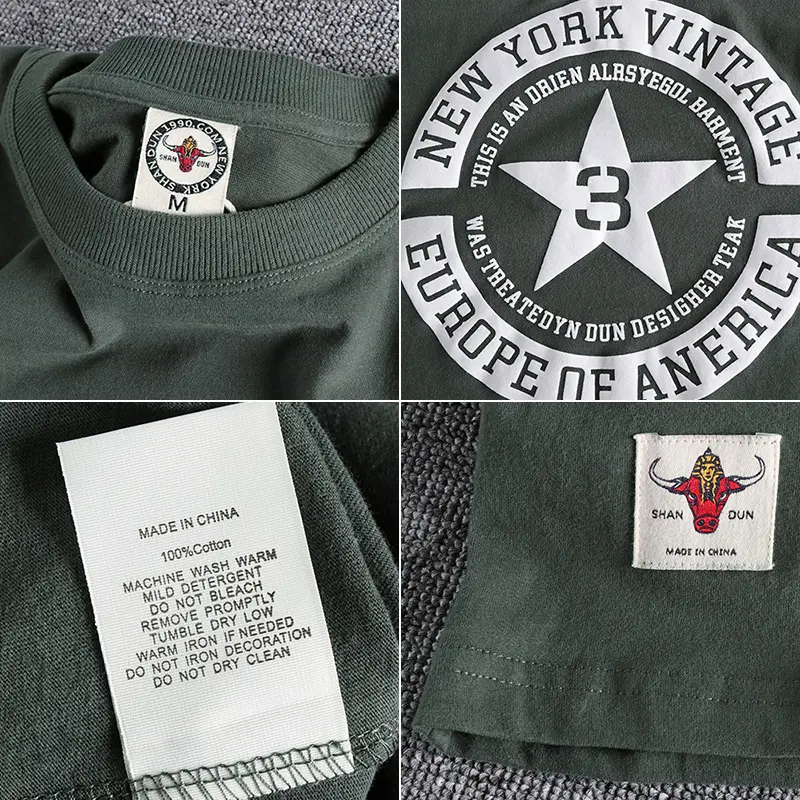 SHAN DUN 1990.COM NEW YORK
SHAN DUN
M
NEW YORK VINTAGE
THIS IS AN DRIEN ALRSYEGOL BARMENT
3
WAS TREATEDYN DUN DESIGHER TEAK
EUROPE OF ANERICA
MADE IN CHINA
100%Cotton
MACHINE WASH WARM
MILD DETERGENT
DO NOT BLEACH
REMOVE PROMPTLY
TUMBLE DRY LOW
WARM IRON IF NEEDED
DO NOT IRON DECORATION
DO NOT DRY CLEAN
SHAN DUN
MADE IN CHINA